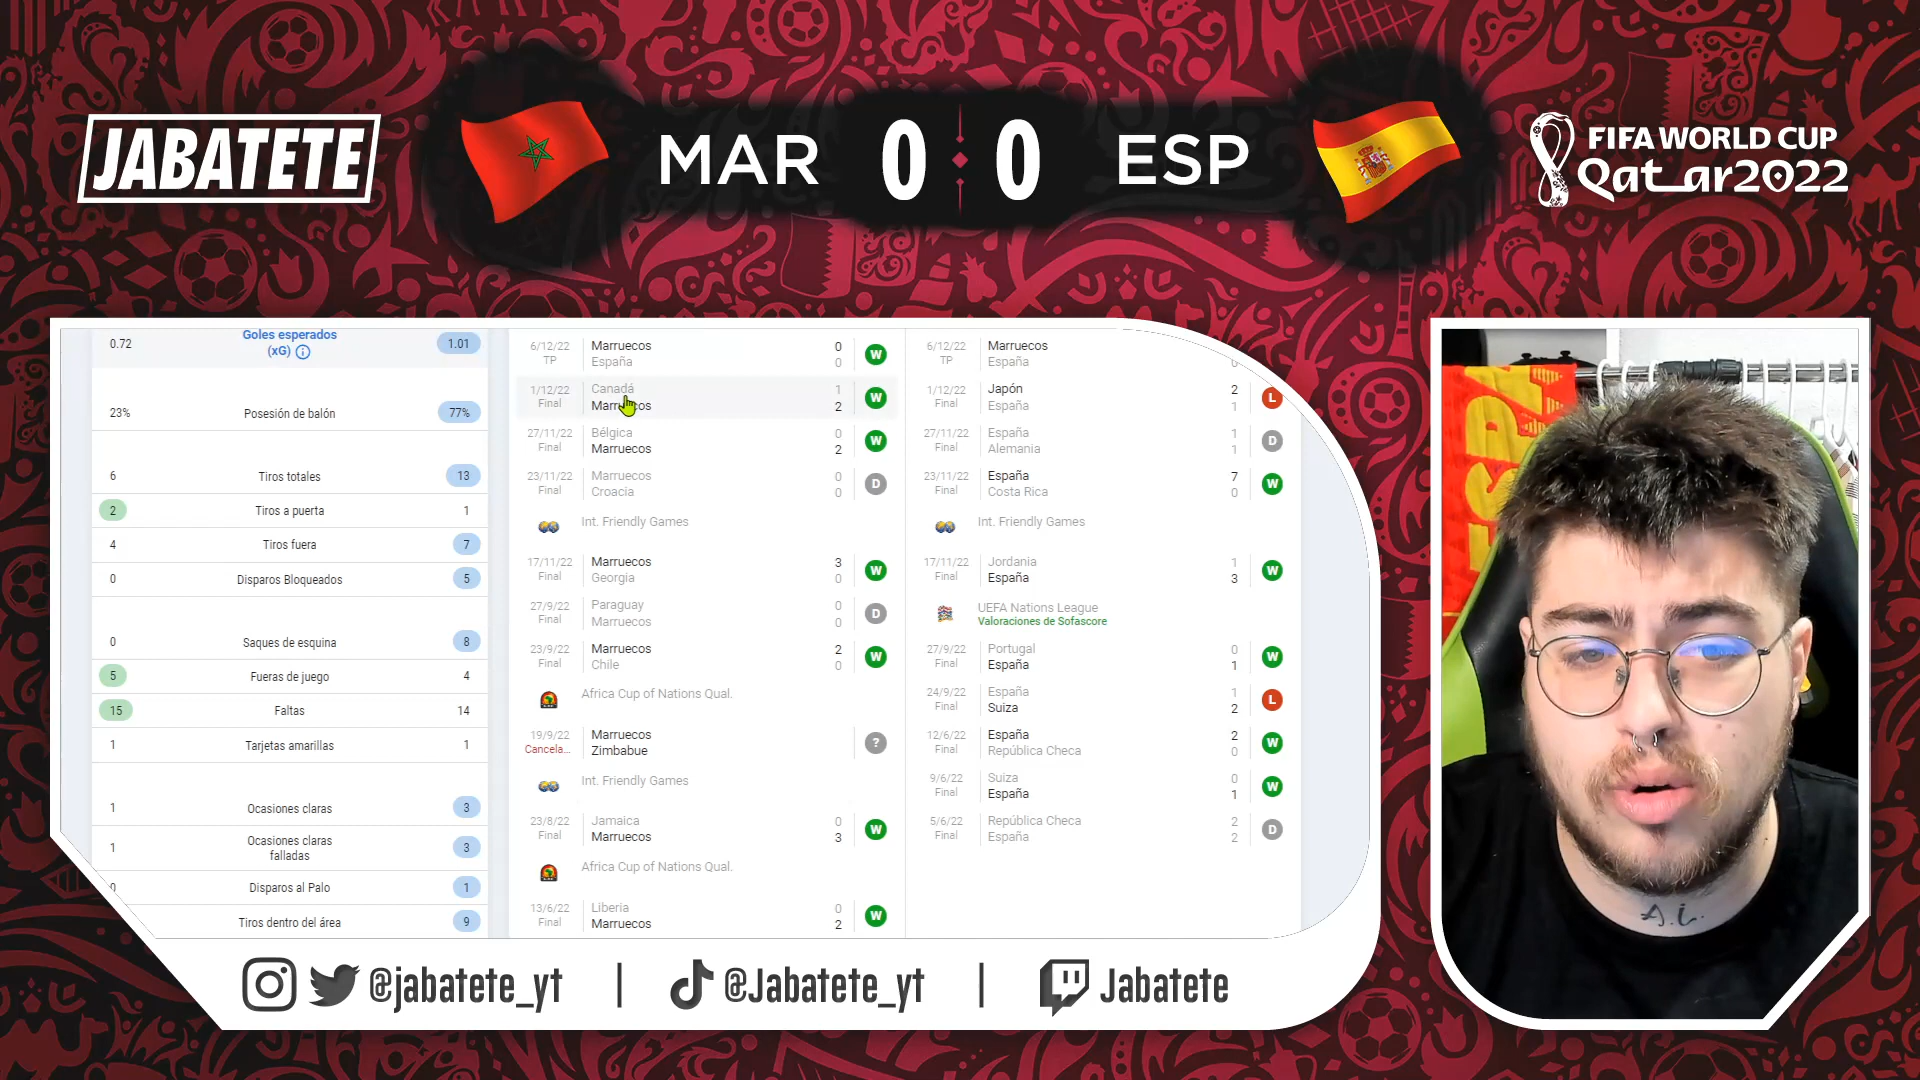 JABATETE
MAR 0 0 ESP
FIFA WORLD CUP
Qatar2022
0.72 Goles esperados (xG) 1.01
23% Posesión de balón 77%
6 Tiros totales 13
2 Tiros a puerta 1
4 Tiros fuera 7
0 Disparos Bloqueados 5
0 Saques de esquina 8
5 Fueras de juego 4
15 Faltas 14
1 Tarjetas amarillas 1
1 Ocasiones claras 3
1 Ocasiones claras falladas 3
0 Disparos al Palo 1
Tiros dentro del área 9
6/12/22 Marruecos 0
TP España 0 W
1/12/22 Canadá 1
Final Marruecos 2 W
27/11/22 Bélgica 0
Final Marruecos 2 W
23/11/22 Marruecos 0
Final Croacia 0 D
Int. Friendly Games
17/11/22 Marruecos 3
Final Georgia 0 W
27/9/22 Paraguay 0
Final Marruecos 0 D
23/9/22 Marruecos 2
Final Chile 0 W
Africa Cup of Nations Qual.
19/9/22 Marruecos
Cancela... Zimbabue ?
Int. Friendly Games
23/8/22 Jamaica 0
Final Marruecos 3 W
Africa Cup of Nations Qual.
13/6/22 Liberia 0
Final Marruecos 2 W
6/12/22 Marruecos
TP España 0
1/12/22 Japón 2
Final España 1 L
27/11/22 España 1
Final Alemania 1 D
23/11/22 España 7
Final Costa Rica 0 W
Int. Friendly Games
17/11/22 Jordania 1
Final España 3 W
UEFA Nations League
Valoraciones de Sofascore
27/9/22 Portugal 0
Final España 1 W
24/9/22 España 1
Final Suiza 2 L
12/6/22 España 2
Final República Checa 0 W
9/6/22 Suiza 0
Final España 1 W
5/6/22 República Checa 2
Final España 2 D
@jabatete_yt | @Jabatete_yt | Jabatete